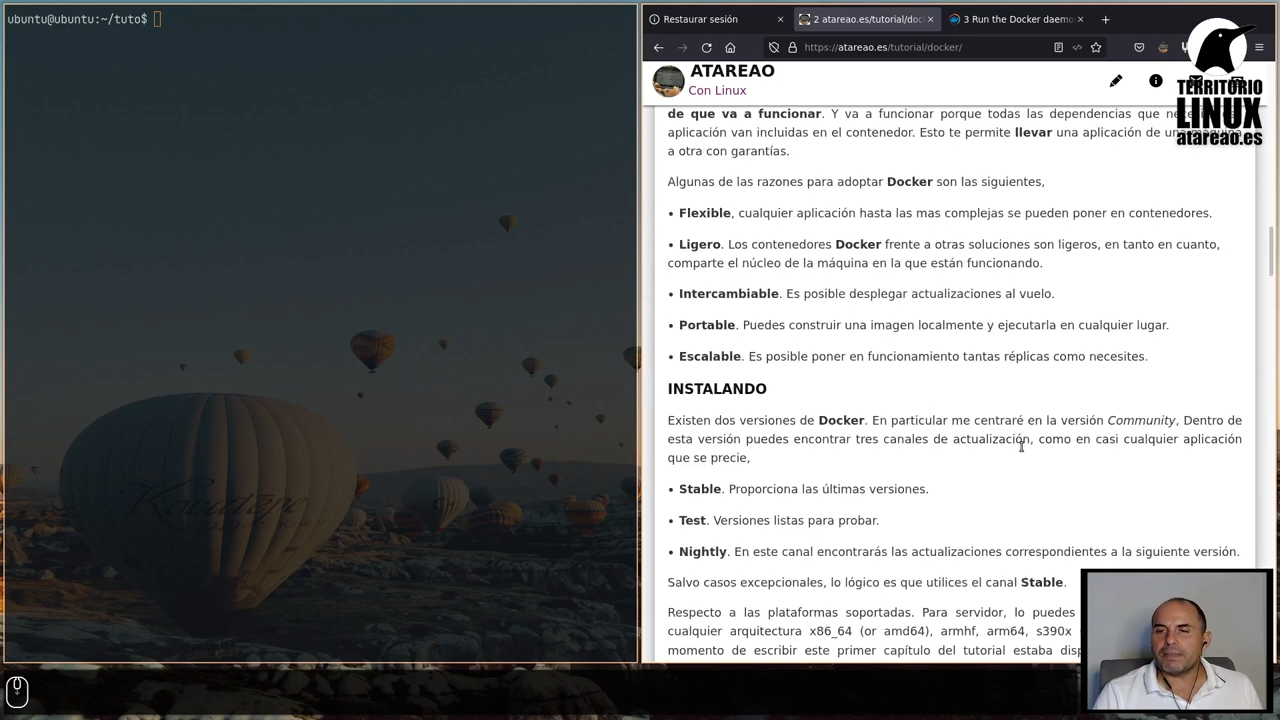 ubuntu@ubuntu:~/tuto$
Restaurar sesión
2 atareao.es/tutorial/doc
3 Run the Docker daemo
https://atareao.es/tutorial/docker/
ATAREAO
Con Linux
TERRITORIO
LINUX
atareao.es
de que va a funcionar. Y va a funcionar porque todas las dependencias que
aplicación van incluidas en el contenedor. Esto te permite llevar una aplicación de una máquina
a otra con garantías.
Algunas de las razones para adoptar Docker son las siguientes,
• Flexible, cualquier aplicación hasta las mas complejas se pueden poner en contenedores.
• Ligero. Los contenedores Docker frente a otras soluciones son ligeros, en tanto en cuanto,
comparte el núcleo de la máquina en la que están funcionando.
• Intercambiable. Es posible desplegar actualizaciones al vuelo.
• Portable. Puedes construir una imagen localmente y ejecutarla en cualquier lugar.
• Escalable. Es posible poner en funcionamiento tantas réplicas como necesites.
INSTALANDO
Existen dos versiones de Docker. En particular me centraré en la versión Community, Dentro de
esta versión puedes encontrar tres canales de actualización, como en casi cualquier aplicación
que se precie,
• Stable. Proporciona las últimas versiones.
• Test. Versiones listas para probar.
• Nightly. En este canal encontrarás las actualizaciones correspondientes a la siguiente versión.
Salvo casos excepcionales, lo lógico es que utilices el canal Stable.
Respecto a las plataformas soportadas. Para servidor, lo puedes
cualquier arquitectura x86_64 (or amd64), armhf, arm64, s390x
momento de escribir este primer capítulo del tutorial estaba